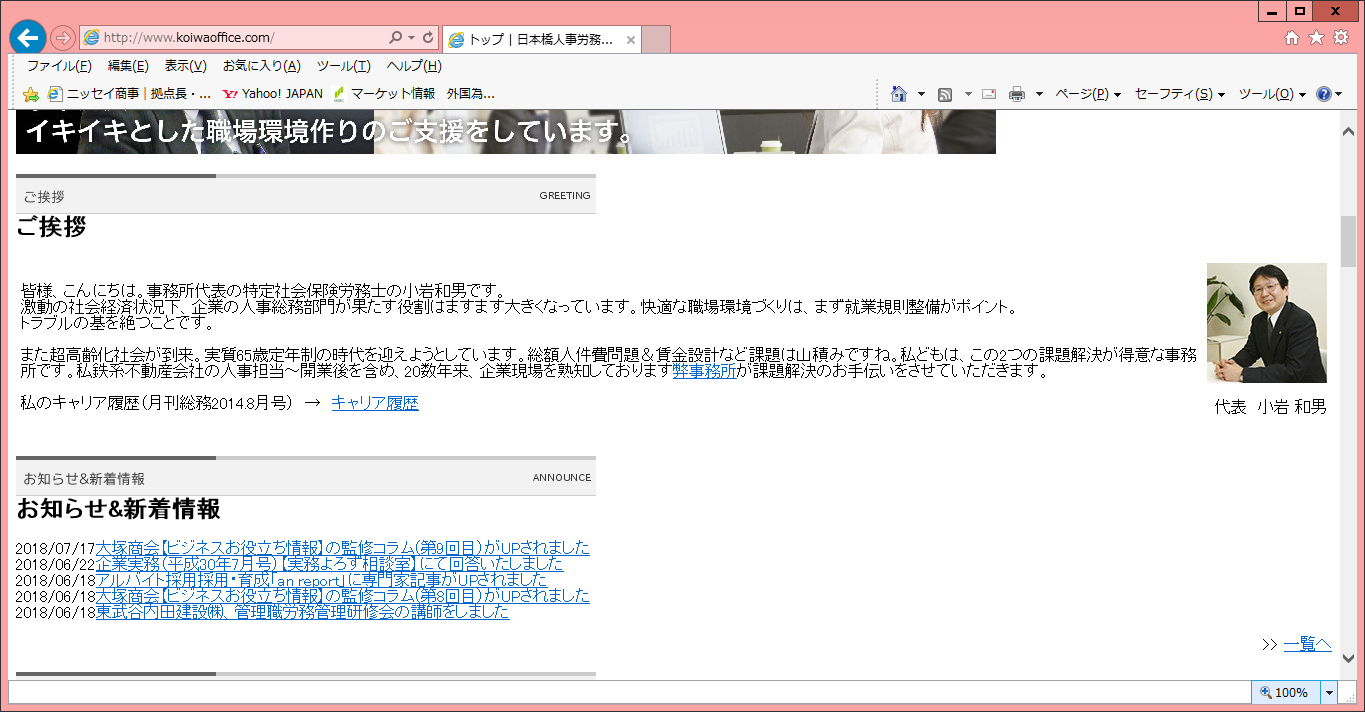 http://www.koiwaoffice.com/
トップ | 日本橋人事労務...
ファイル(F) 編集(E) 表示(V) お気に入り(A) ツール(T) ヘルプ(H)
ニッセイ商事 | 拠点長・... Yahoo! JAPAN マーケット情報 外国為... ページ(P) セーフティ(S) ツール(O)
イキイキとした職場環境作りのご支援をしています。
ご挨拶 GREETING
ご挨拶
皆様、こんにちは。事務所代表の特定社会保険労務士の小岩和男です。
激動の社会経済状況下、企業の人事総務部門が果たす役割はますます大きくなっています。快適な職場環境づくりは、まず就業規則整備がポイント。
トラブルの基を絶つことです。
また超高齢化社会が到来。実質65歳定年制の時代を迎えようとしています。総額人件費問題＆賃金設計など課題は山積みですね。私どもは、この2つの課題解決が得意な事務
所です。私鉄系不動産会社の人事担当～開業後を含め、20数年来、企業現場を熟知しております弊事務所が課題解決のお手伝いをさせていただきます。
私のキャリア履歴（月刊総務2014.8月号） → キャリア履歴
代表　小岩 和男
お知らせ&新着情報 ANNOUNCE
お知らせ&新着情報
2018/07/17大塚商会【ビジネスお役立ち情報】の監修コラム（第9回目）がUPされました
2018/06/22企業実務（平成30年7月号）【実務よろず相談室】にて回答いたしました
2018/06/18アルバイト採用採用・育成「an report」に専門家記事がUPされました
2018/06/18大塚商会【ビジネスお役立ち情報】の監修コラム（第8回目）がUPされました
2018/06/18東武谷内田建設㈱、管理職労務管理研修会の講師をしました
>> 一覧へ
100%